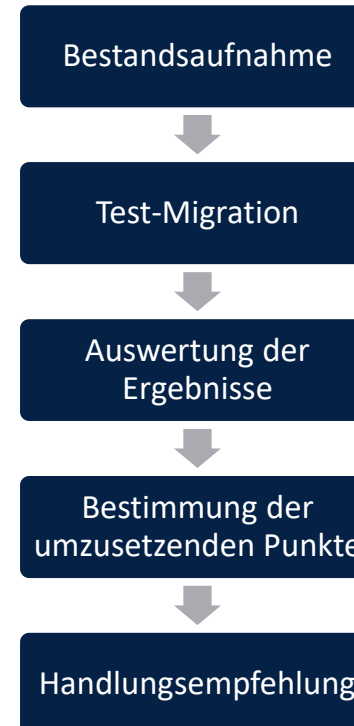 Bestandsaufnahme
Test-Migration
Auswertung der
Ergebnisse
Bestimmung der
umzusetzenden Punkte
Handlungsempfehlung